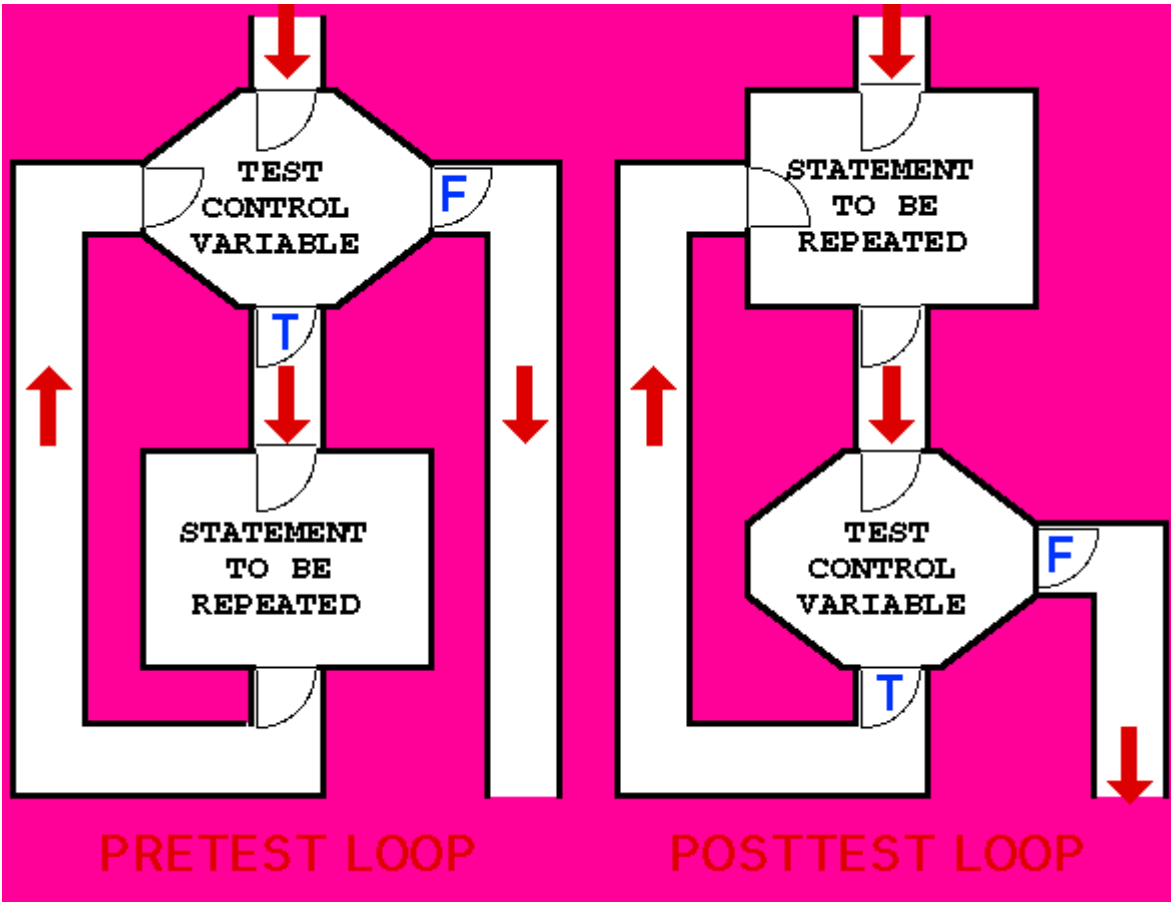 TEST
CONTROL
VARIABLE
F
T
STATEMENT
TO BE
REPEATED
PRETEST LOOP
STATEMENT
TO BE
REPEATED
TEST
CONTROL
VARIABLE
F
T
POSTTEST LOOP